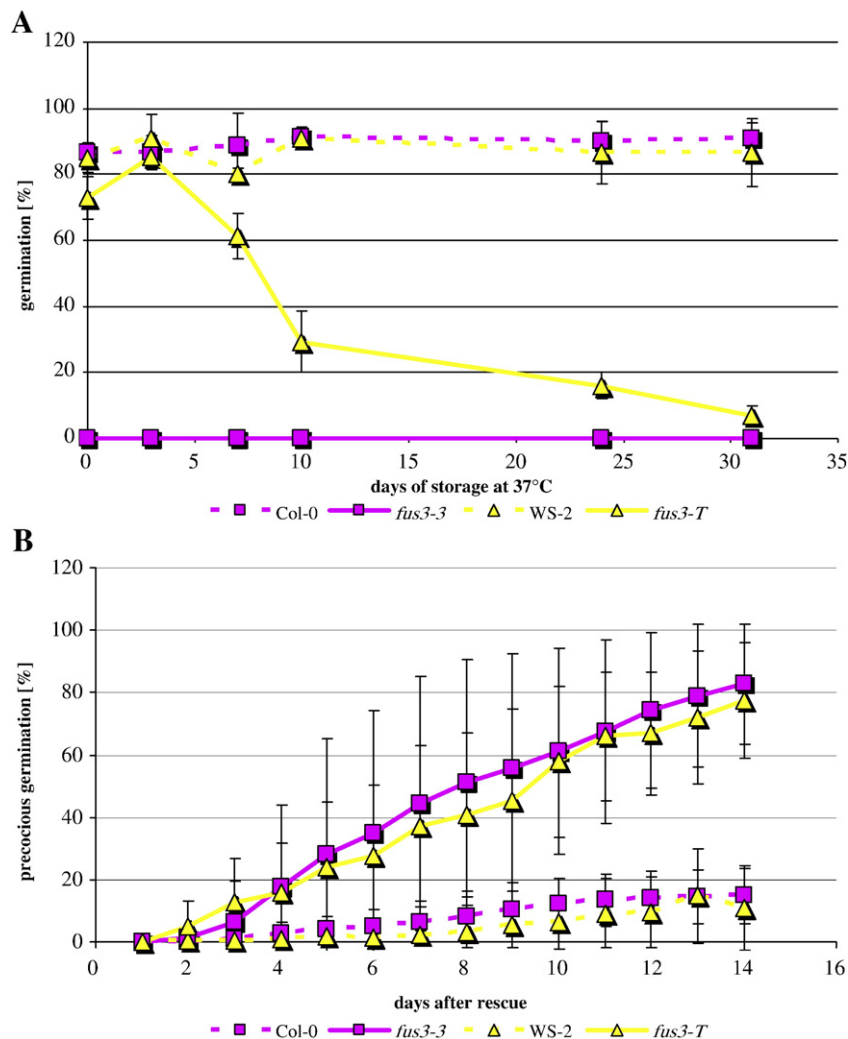 A
120
100
80
60
40
20
0
germination [%]
0 5 10 15 20 25 30 35
days of storage at 37°C
Col-0 fus3-3 WS-2 fus3-T
B
120
100
80
60
40
20
0
precocious germination [%]
0 2 4 6 8 10 12 14 16
days after rescue
Col-0 fus3-3 WS-2 fus3-T